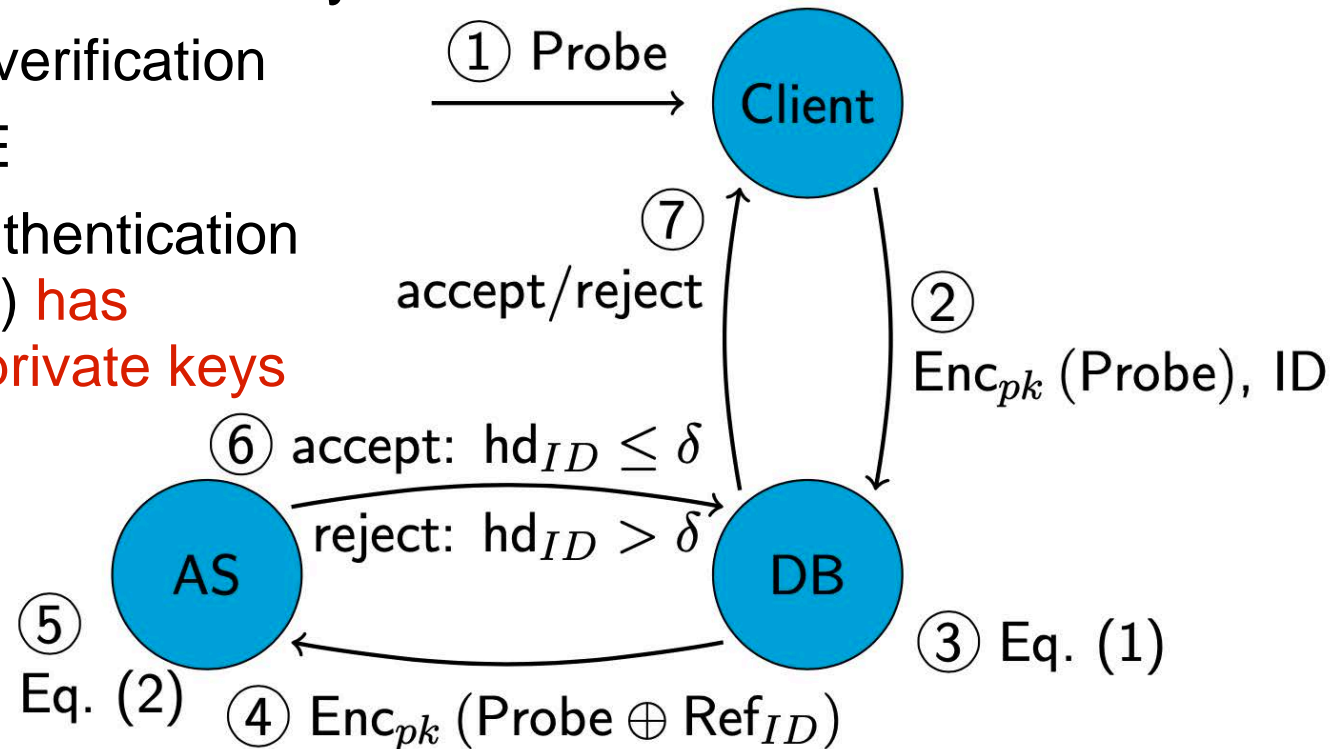 verification
E
thentication
) has
private keys
① Probe
Client
⑦
accept/reject
②
Enc_pk (Probe), ID
⑥ accept: hd_ID ≤ δ
reject: hd_ID > δ
AS
DB
⑤
Eq. (2)
③ Eq. (1)
④ Enc_pk (Probe ⊕ Ref_ID)